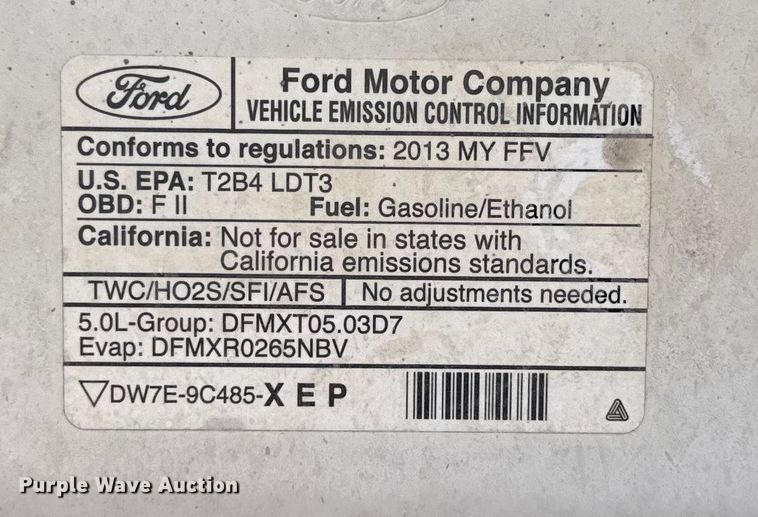 Ford
Ford
Ford Motor Company
VEHICLE EMISSION CONTROL INFORMATION
Conforms to regulations: 2013 MY FFV
U.S. EPA: T2B4 LDT3
OBD: F II Fuel: Gasoline/Ethanol
California: Not for sale in states with
California emissions standards.
TWC/HO2S/SFI/AFS No adjustments needed.
5.0L-Group: DFMXT05.03D7
Evap: DFMXR0265NBV
DW7E-9C485-X E P
Purple Wave Auction